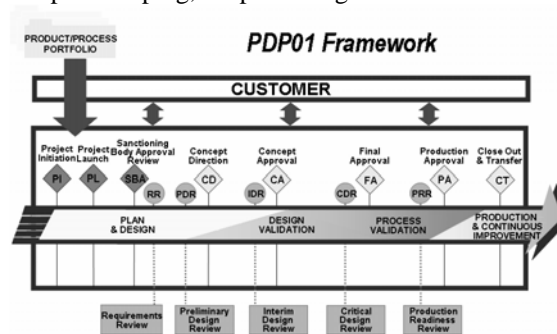 PRODUCT/PROCESS
PORTFOLIO
PDP01 Framework
CUSTOMER
Project
Initiation
Project
Launch
Sanctioning
Body Approval
Review
Concept
Direction
Concept
Approval
Final
Approval
Production
Approval
Close Out
& Transfer
PI
PL
SBA
RR
PDR
CD
IDR
CA
CDR
FA
PRR
PA
CT
PLAN
& DESIGN
DESIGN
VALIDATION
PROCESS
VALIDATION
PRODUCTION
& CONTINUOUS
IMPROVEMENT
Requirements
Review
Preliminary
Design
Review
Interim
Design
Review
Critical
Design
Review
Production
Readiness
Review